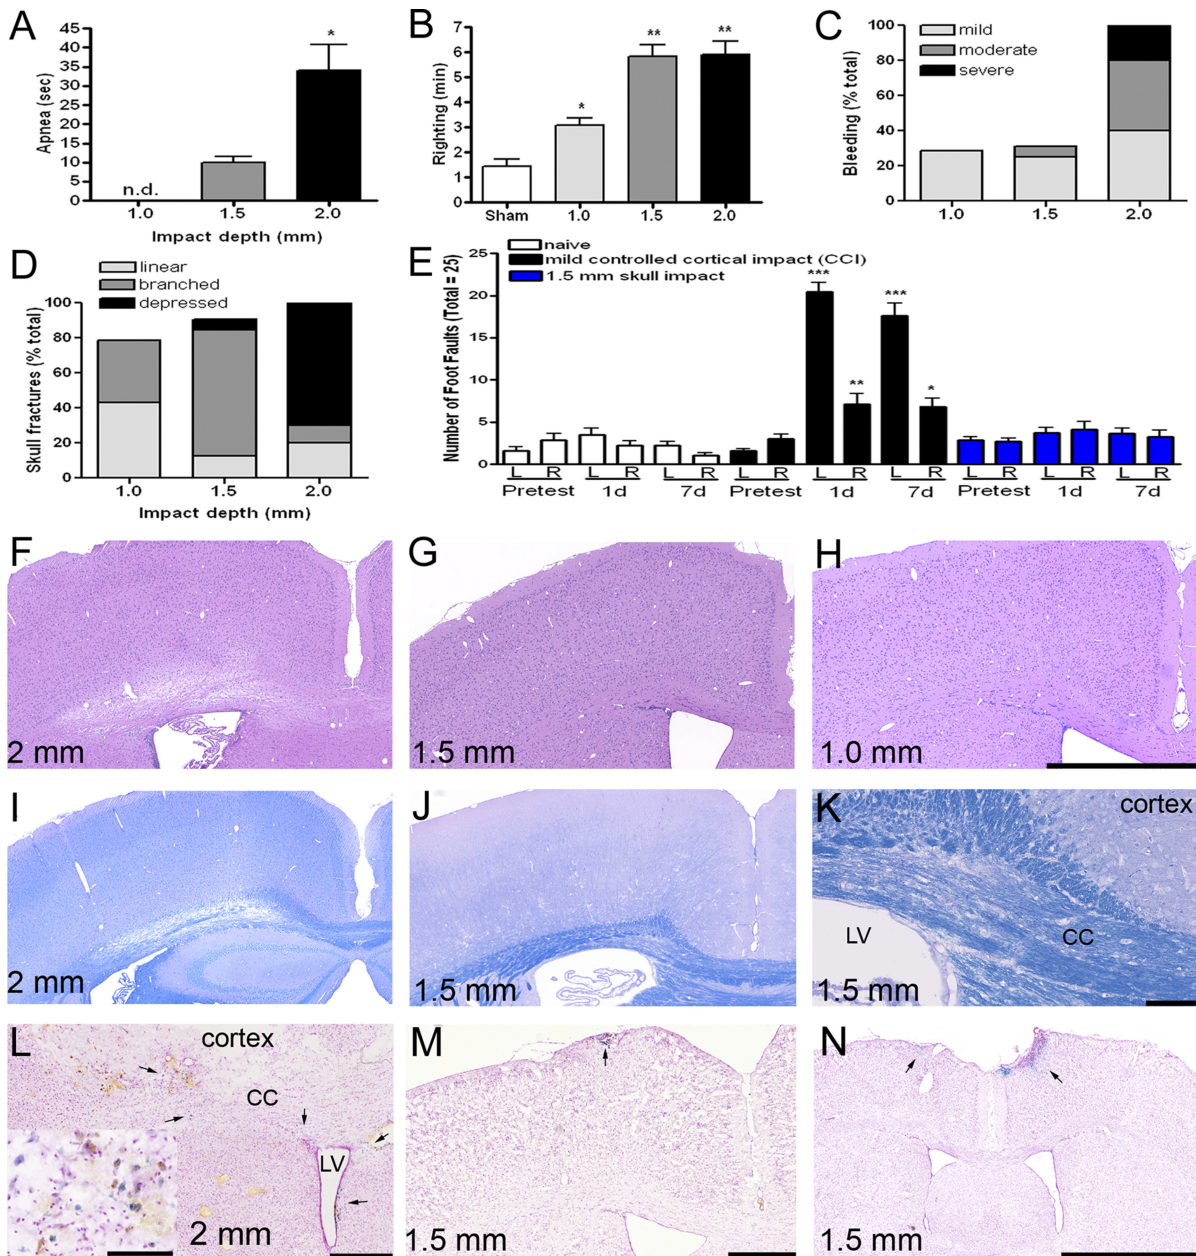 A
Apnea (sec)
45
40
35
30
25
20
15
10
5
0
*
n.d.
1.0
1.5
2.0
Impact depth (mm)
B
Righting (min)
7
6
5
4
3
2
1
0
*
**
**
Sham
1.0
1.5
2.0
C
Bleeding (% total)
mild
moderate
severe
100
80
60
40
20
0
1.0
1.5
2.0
D
Skull fractures (% total)
linear
branched
depressed
100
80
60
40
20
0
1.0
1.5
2.0
Impact depth (mm)
E
Number of Foot Faults (Total = 25)
naive
mild controlled cortical impact (CCI)
1.5 mm skull impact
25
20
15
10
5
0
***
**
***
*
L R L R L R L R L R L R L R L R L R
Pretest 1d 7d Pretest 1d 7d Pretest 1d 7d
F
2 mm
G
1.5 mm
H
1.0 mm
I
2 mm
J
1.5 mm
K
cortex
LV
CC
1.5 mm
L
cortex
CC
LV
2 mm
M
1.5 mm
N
1.5 mm